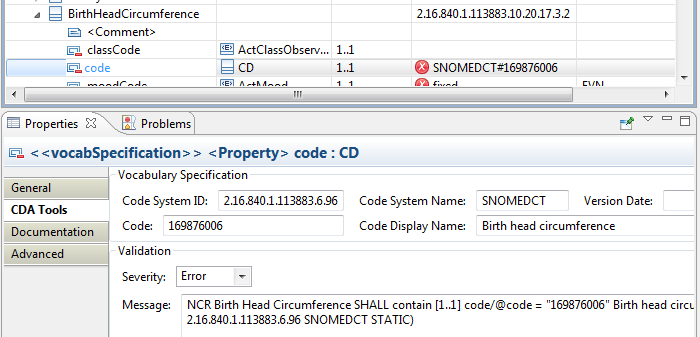 BirthHeadCircumference 2.16.840.1.113883.10.20.17.3.2
<Comment>
classCode ActClassObserv... 1..1
code CD 1..1 SNOMEDCT#169876006
moodCode ActMood 1..1 fixed EVN
Properties Problems
<<vocabSpecification>> <Property> code : CD
General
CDA Tools
Documentation
Advanced
Vocabulary Specification
Code System ID: 2.16.840.1.113883.6.96 Code System Name: SNOMEDCT Version Date:
Code: 169876006 Code Display Name: Birth head circumference
Validation
Severity: Error
Message: NCR Birth Head Circumference SHALL contain [1..1] code/@code = "169876006" Birth head circu
2.16.840.1.113883.6.96 SNOMEDCT STATIC)